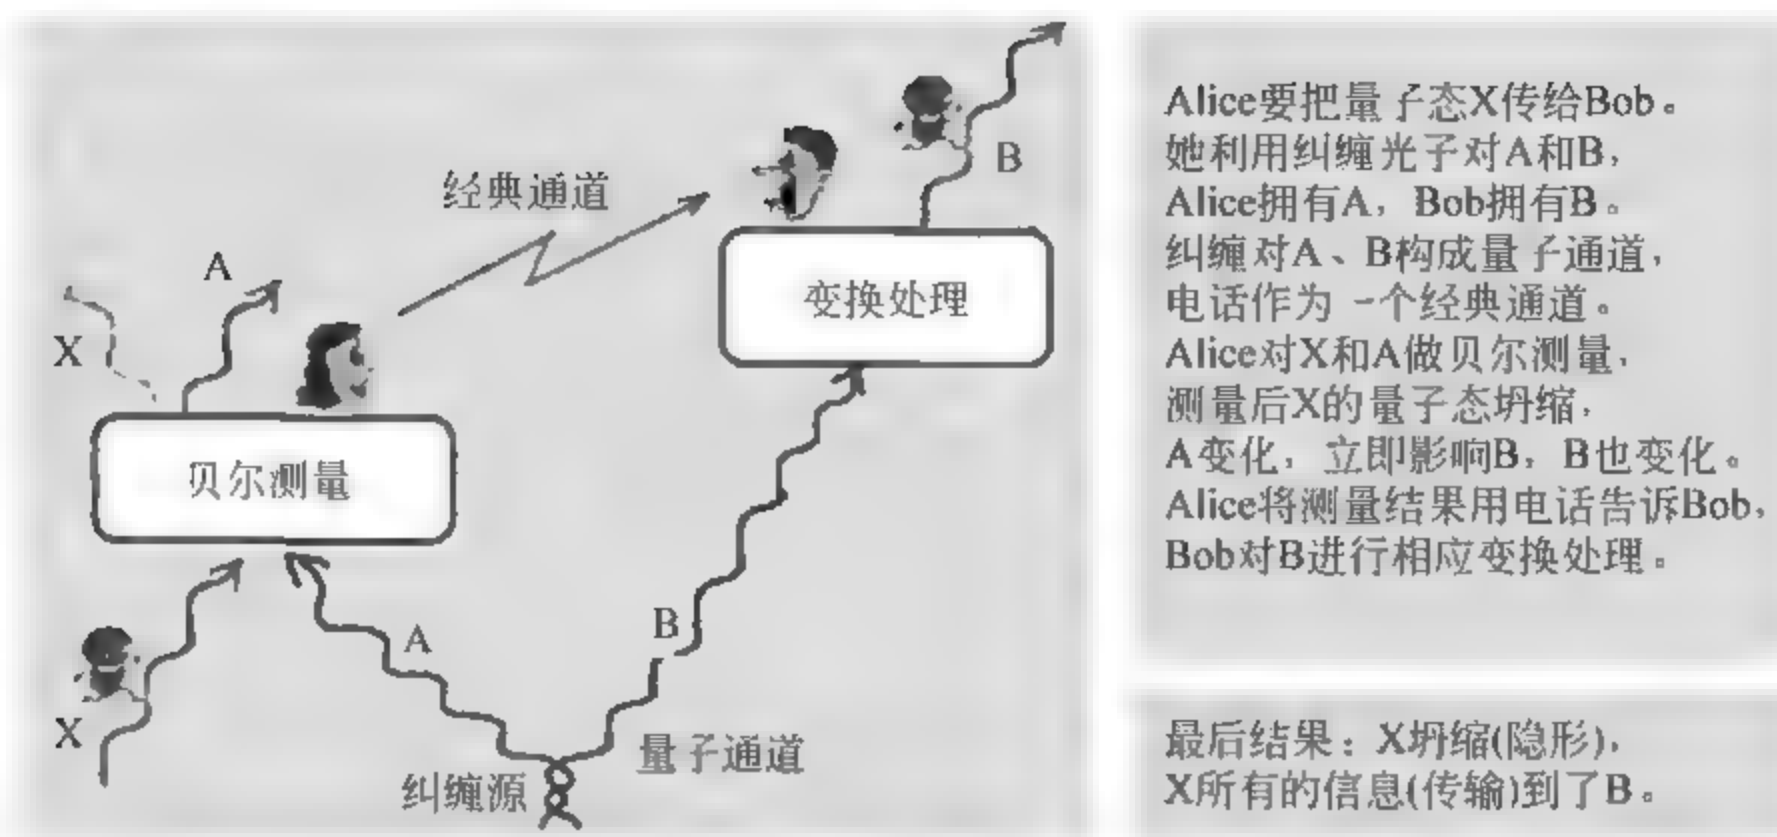 经典通道
B
A
变换处理
X
贝尔测量
A
B
X
量子通道
纠缠源
Alice要把量子态X传给Bob。
她利用纠缠光子对A和B，
Alice拥有A，Bob拥有B。
纠缠对A、B构成量子通道，
电话作为一个经典通道。
Alice对X和A做贝尔测量，
测量后X的量子态坍缩，
A变化，立即影响B，B也变化。
Alice将测量结果用电话告诉Bob，
Bob对B进行相应变换处理。
最后结果：X坍缩(隐形)，
X所有的信息(传输)到了B。